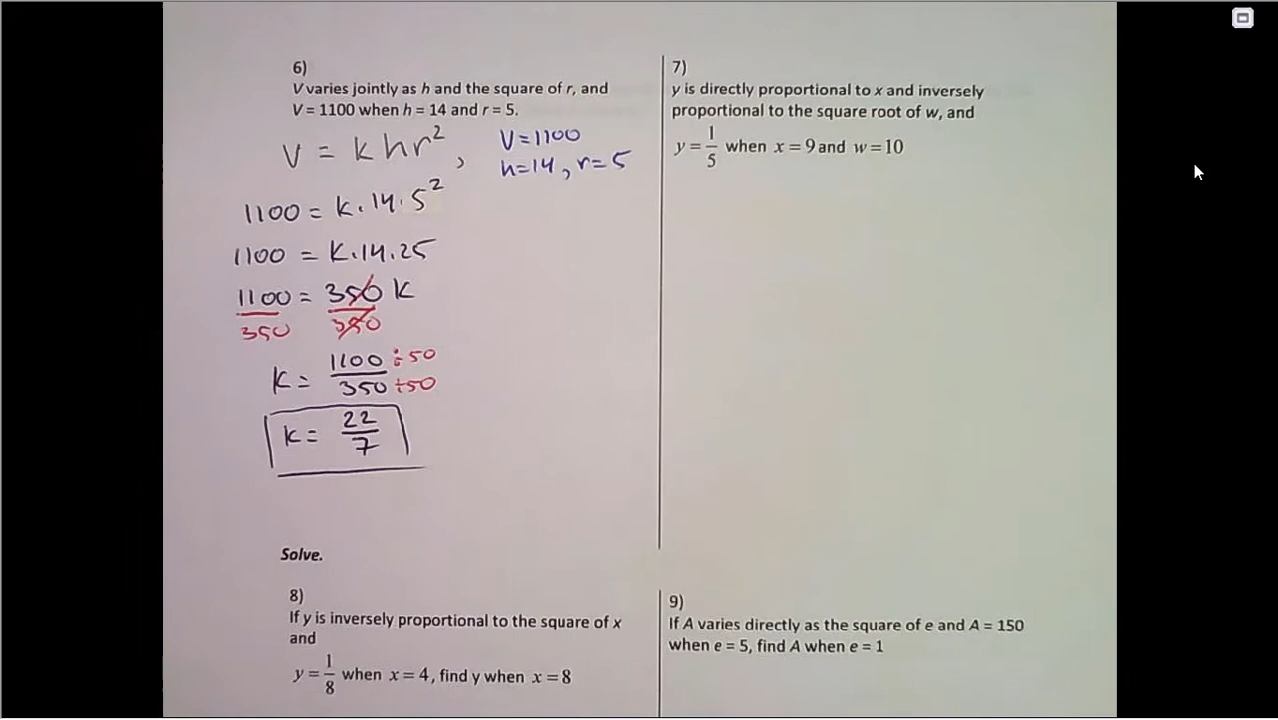 6)
V varies jointly as h and the square of r, and
V = 1100 when h = 14 and r = 5.
V = k h r², V=1100
h=14, r=5
1100 = k · 14 · 5²
1100 = k · 14 · 25
1100 = 350 k
350 350
k = 1100/350 ÷50 ÷50
k = 22/7
7)
y is directly proportional to x and inversely
proportional to the square root of w, and
y = 1/5 when x = 9 and w = 10
Solve.
8)
If y is inversely proportional to the square of x
and
y = 1/8 when x = 4, find y when x = 8
9)
If A varies directly as the square of e and A = 150
when e = 5, find A when e = 1